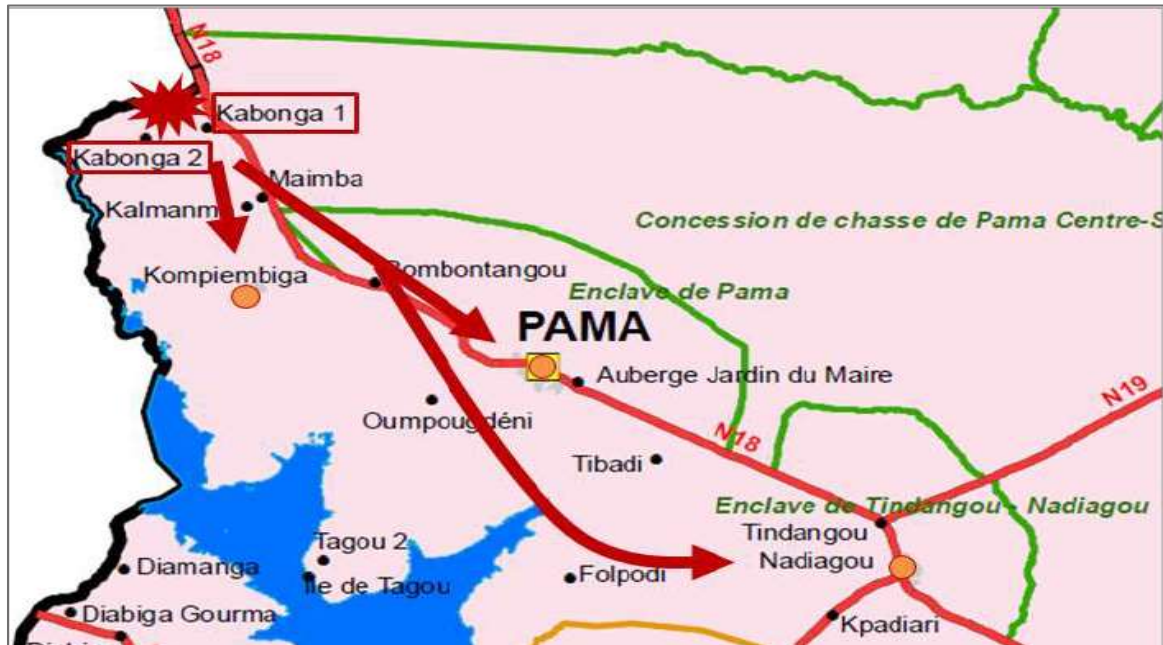 N18
Kabonga 1
Kabonga 2
Maimba
Kalmanm
Concession de chasse de Pama Centre-S
Kompiembiga
Bombontangou
Enclave de Pama
PAMA
Auberge Jardin du Maire
N19
Oumpougdéni
N18
Tibadi
Enclave de Tindangou - Nadiagou
Tindangou
Nadiagou
Tagou 2
Diamanga
Île de Tagou
Folpodi
Diabiga Gourma
Kpadiari